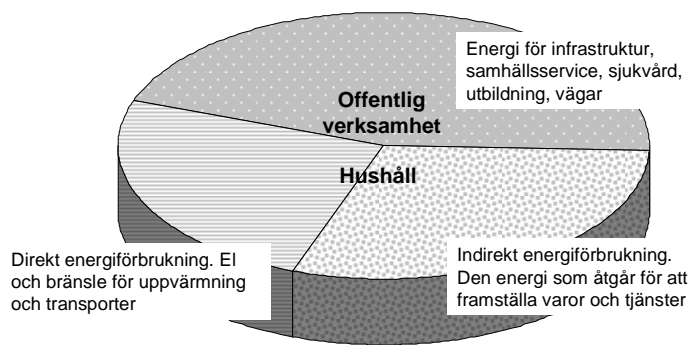 Energi för infrastruktur,
samhällsservice, sjukvård,
utbildning, vägar
Offentlig
verksamhet
Hushåll
Direkt energiförbrukning. El
och bränsle för uppvärmning
och transporter
Indirekt energiförbrukning.
Den energi som åtgår för att
framställa varor och tjänster